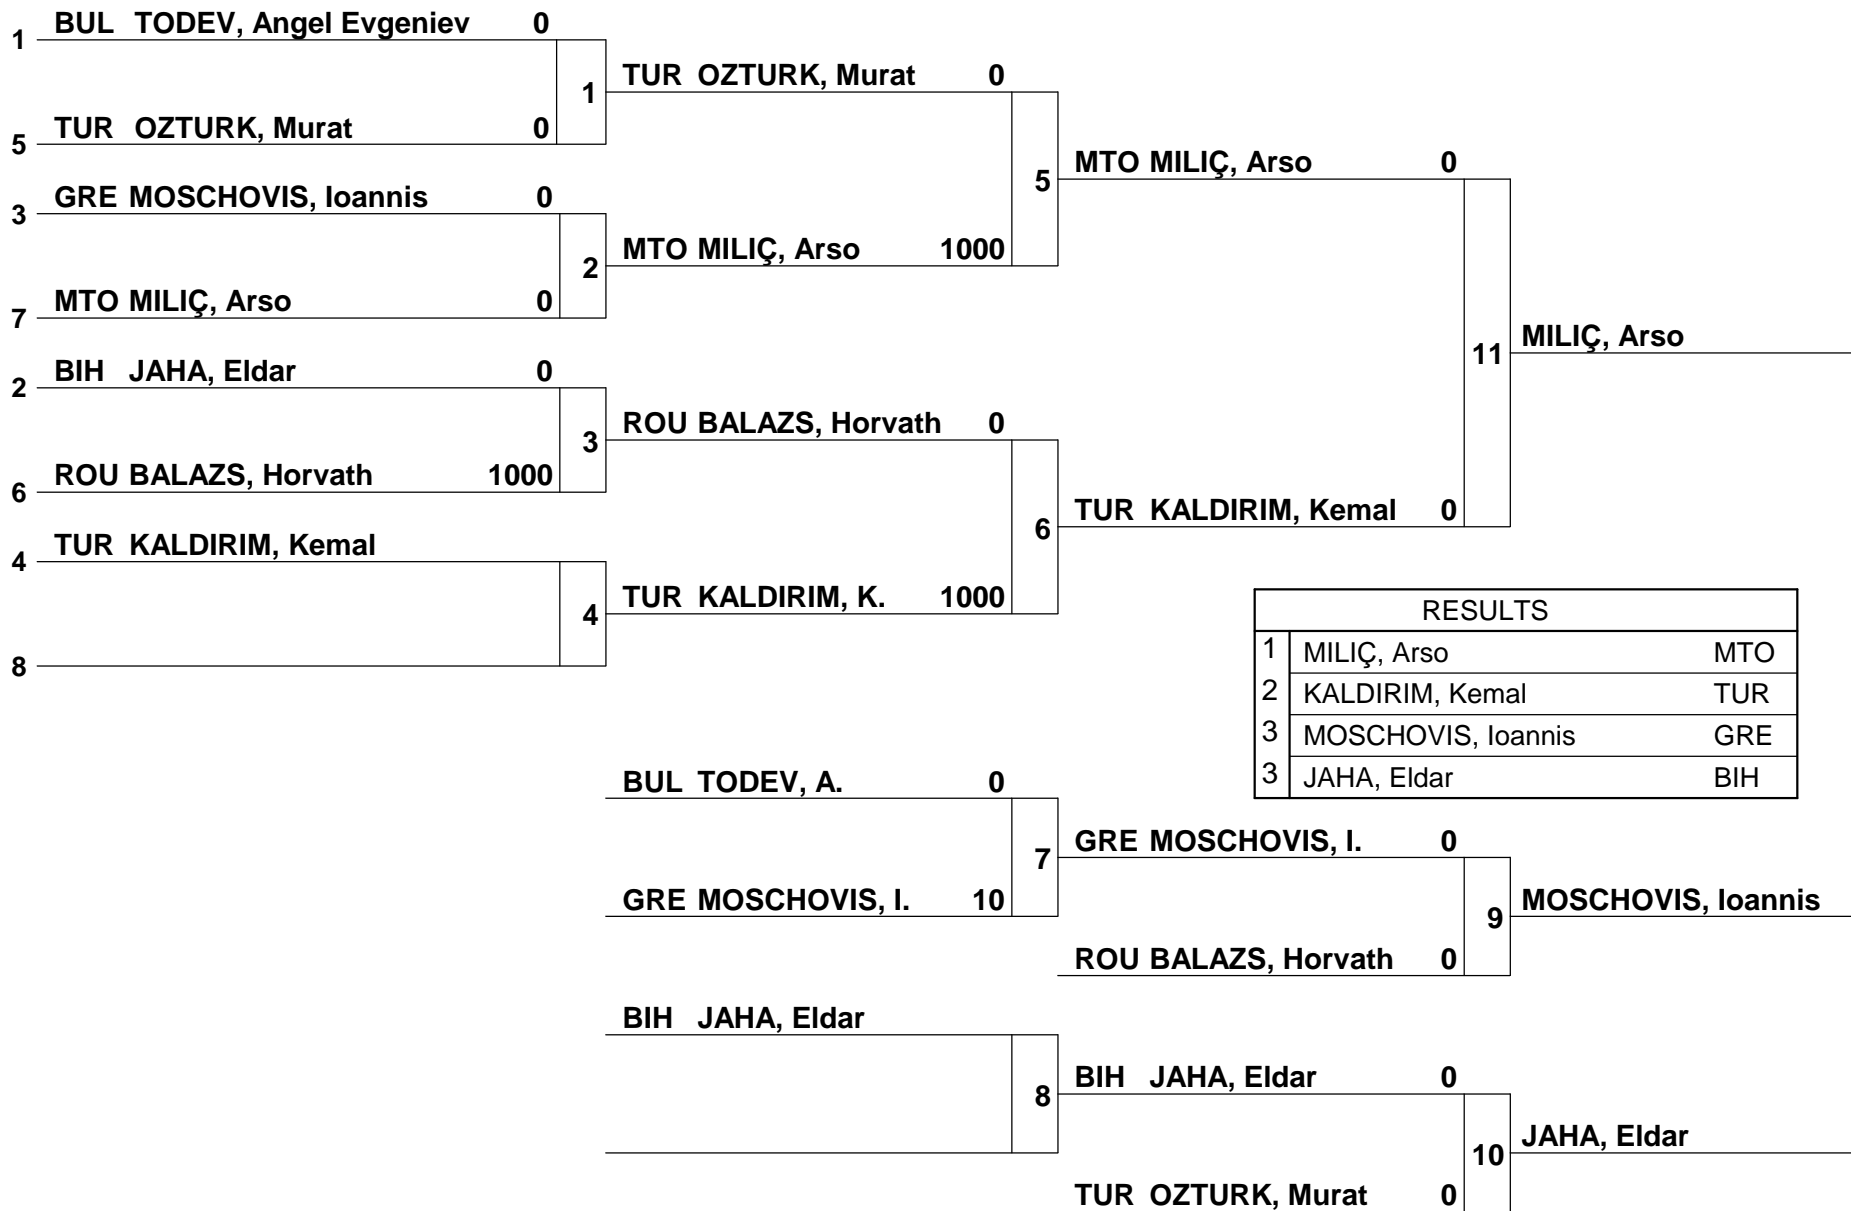 1 BUL TODEV, Angel Evgeniev 0
1 TUR OZTURK, Murat 0
5 TUR OZTURK, Murat 0
5 MTO MILIÇ, Arso 0
3 GRE MOSCHOVIS, Ioannis 0
2 MTO MILIÇ, Arso 1000
7 MTO MILIÇ, Arso 0
11 MILIÇ, Arso
2 BIH JAHA, Eldar 0
3 ROU BALAZS, Horvath 0
6 ROU BALAZS, Horvath 1000
6 TUR KALDIRIM, Kemal 0
4 TUR KALDIRIM, Kemal
4 TUR KALDIRIM, K. 1000
8
RESULTS
1 MILIÇ, Arso MTO
2 KALDIRIM, Kemal TUR
3 MOSCHOVIS, Ioannis GRE
3 JAHA, Eldar BIH
BUL TODEV, A. 0
7 GRE MOSCHOVIS, I. 0
GRE MOSCHOVIS, I. 10
9 MOSCHOVIS, Ioannis
ROU BALAZS, Horvath 0
BIH JAHA, Eldar
8 BIH JAHA, Eldar 0
10 JAHA, Eldar
TUR OZTURK, Murat 0